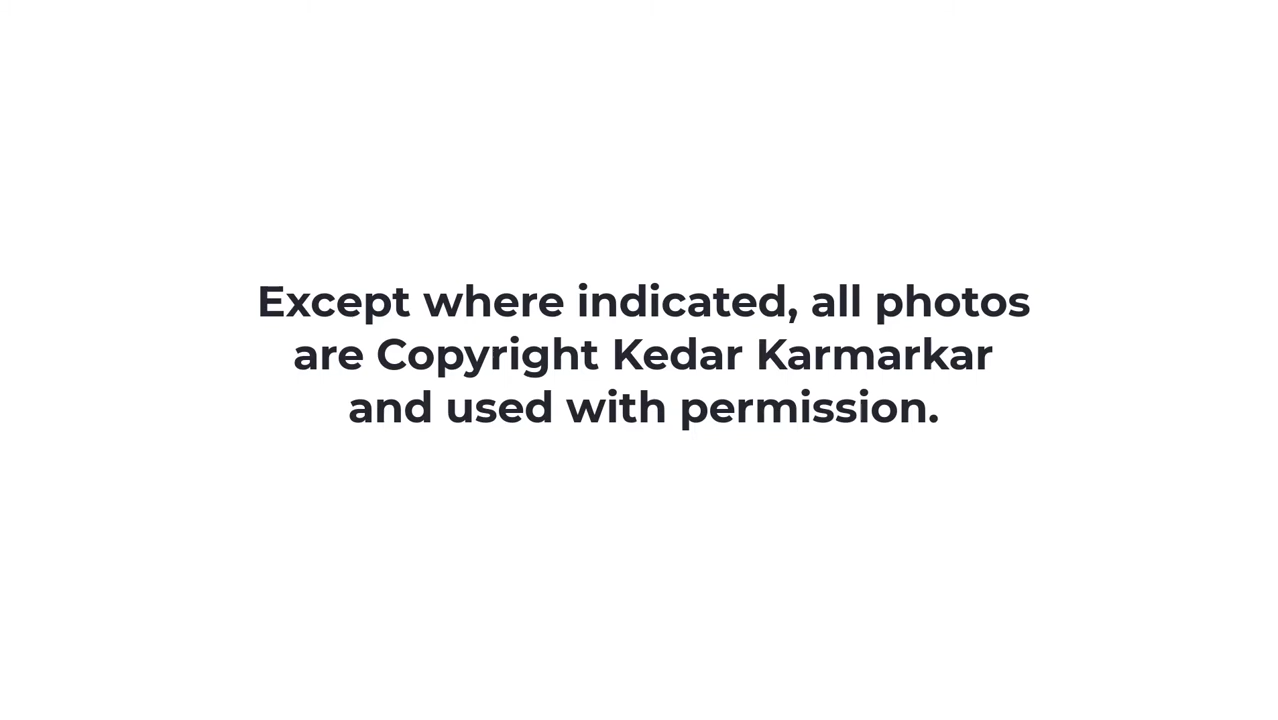 Except where indicated, all photos
are Copyright Kedar Karmarkar
and used with permission.